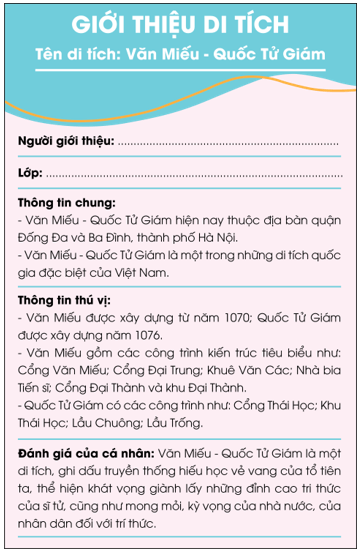 GIỚI THIỆU DI TÍCH
Tên di tích: Văn Miếu - Quốc Tử Giám
Người giới thiệu: ......................................................................
Lớp: ..............................................................................................
Thông tin chung:
- Văn Miếu - Quốc Tử Giám hiện nay thuộc địa bàn quận
Đống Đa và Ba Đình, thành phố Hà Nội.
- Văn Miếu - Quốc Tử Giám là một trong những di tích quốc
gia đặc biệt của Việt Nam.
Thông tin thú vị:
- Văn Miếu được xây dựng từ năm 1070; Quốc Tử Giám
được xây dựng năm 1076.
- Văn Miếu gồm các công trình kiến trúc tiêu biểu như:
Cổng Văn Miếu; Cổng Đại Trung; Khuê Văn Các; Nhà bia
Tiến sĩ; Cổng Đại Thành và khu Đại Thành.
- Quốc Tử Giám có các công trình như: Cổng Thái Học; Khu
Thái Học; Lầu Chuông; Lầu Trống.
Đánh giá của cá nhân: Văn Miếu - Quốc Tử Giám là một
di tích, ghi dấu truyền thống hiếu học vẻ vang của tổ tiên
ta, thể hiện khát vọng giành lấy những đỉnh cao tri thức
của sĩ tử, cũng như mong mỏi, kỳ vọng của nhà nước, của
nhân dân đối với trí thức.